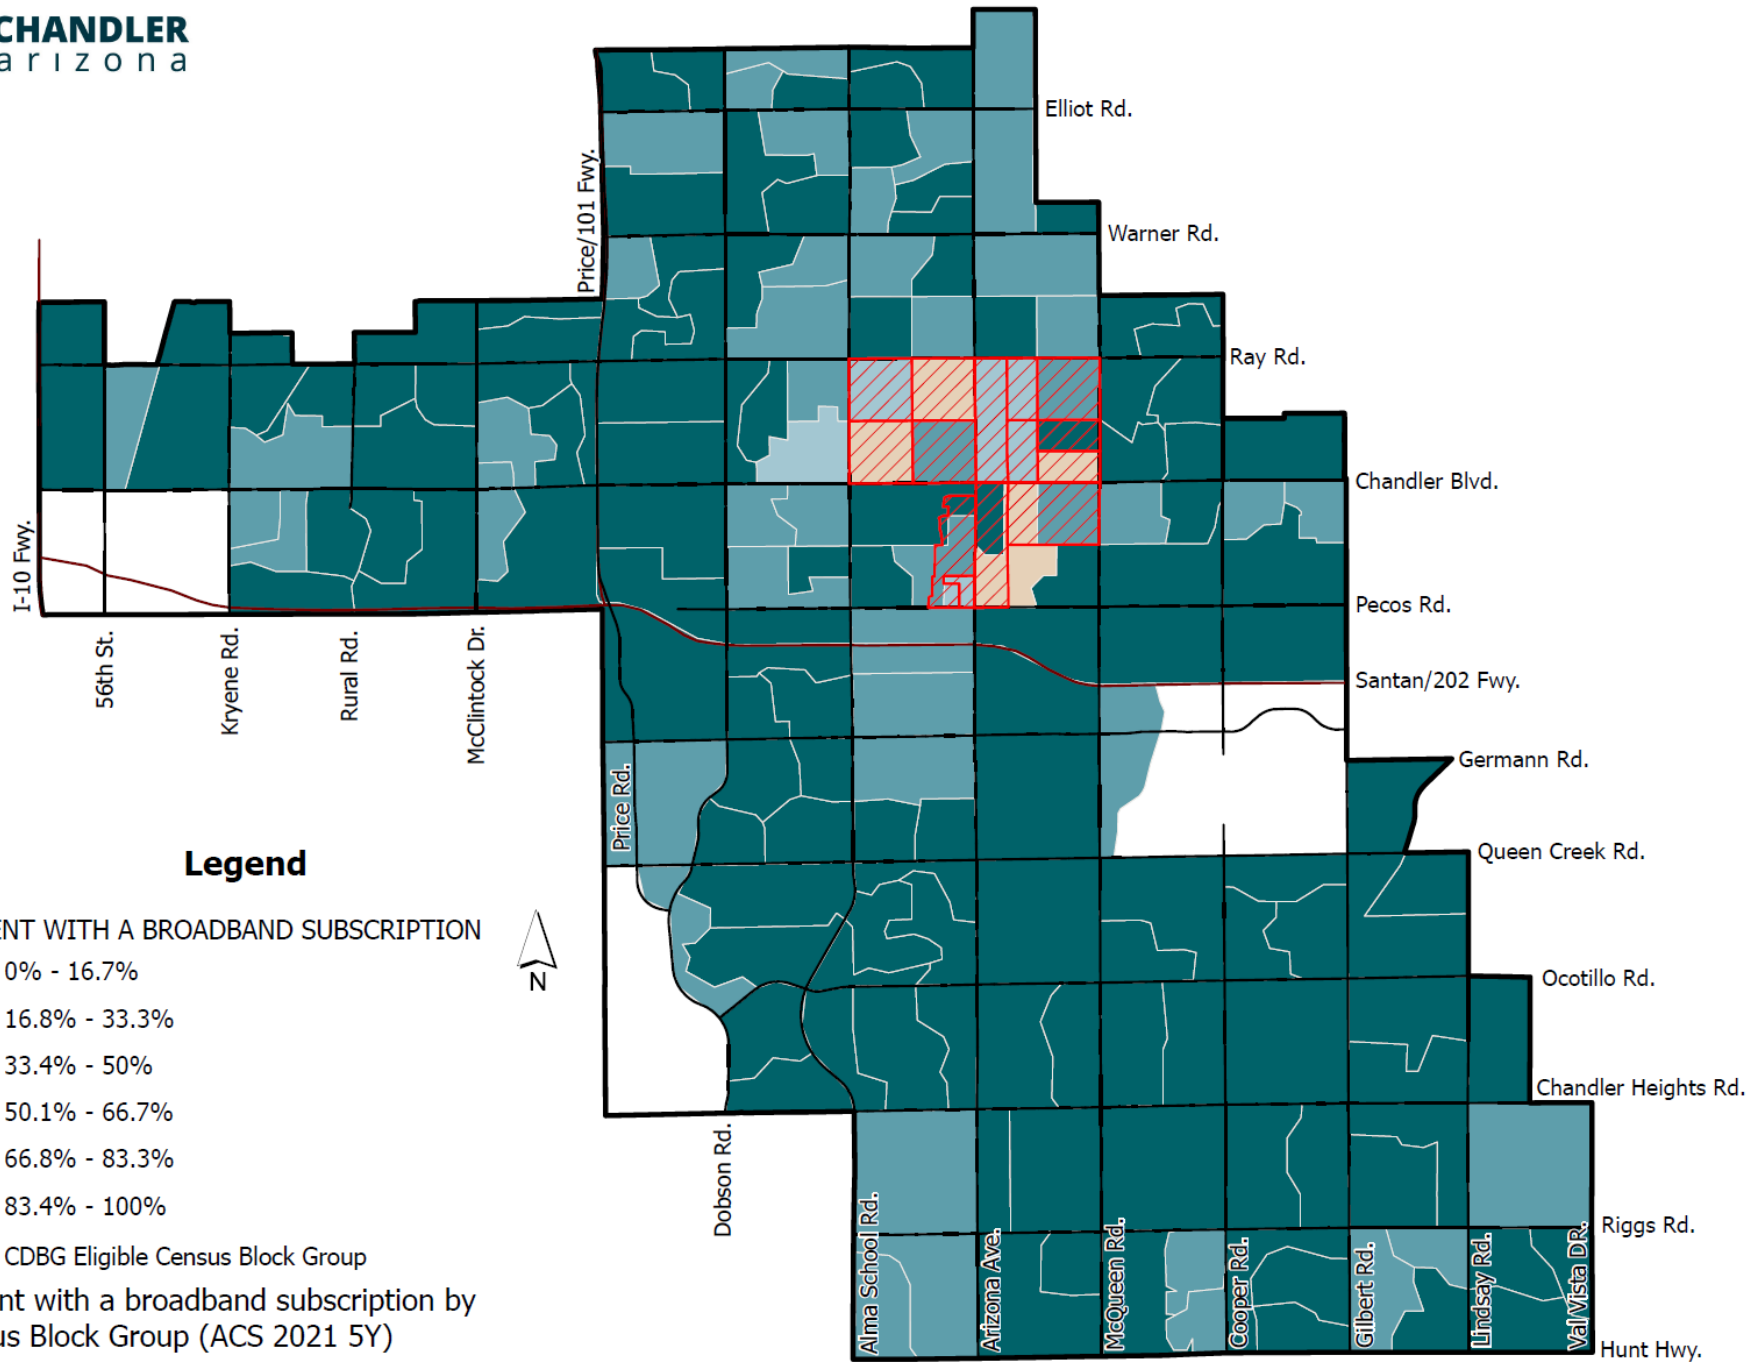 CHANDLER
arizona
Elliot Rd.
Price/101 Fwy.
Warner Rd.
Ray Rd.
Chandler Blvd.
I-10 Fwy.
Pecos Rd.
56th St.
Kryene Rd.
Rural Rd.
McClintock Dr.
Santan/202 Fwy.
Price Rd.
Germann Rd.
Queen Creek Rd.
Legend
ENT WITH A BROADBAND SUBSCRIPTION
0% - 16.7%
16.8% - 33.3%
33.4% - 50%
50.1% - 66.7%
66.8% - 83.3%
83.4% - 100%
CDBG Eligible Census Block Group
nt with a broadband subscription by
us Block Group (ACS 2021 5Y)
N
Ocotillo Rd.
Chandler Heights Rd.
Dobson Rd.
Alma School Rd.
Arizona Ave.
McQueen Rd.
Cooper Rd.
Gilbert Rd.
Lindsay Rd.
Val Vista DR.
Riggs Rd.
Hunt Hwy.